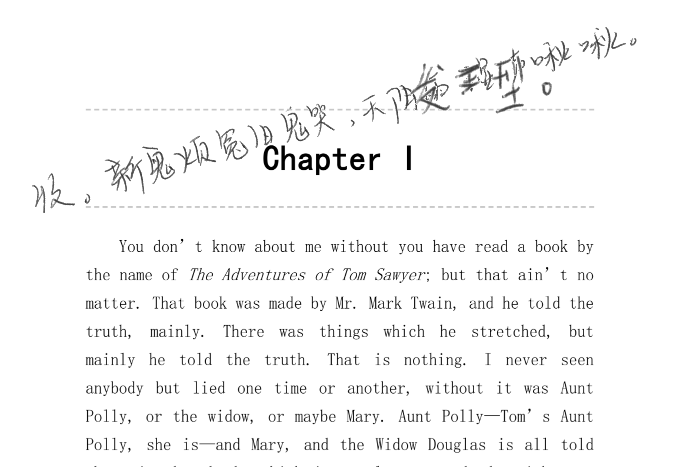 收。新鬼烦冤旧鬼哭，天阴啾啾。
Chapter I
You don’t know about me without you have read a book by
the name of The Adventures of Tom Sawyer; but that ain’t no
matter. That book was made by Mr. Mark Twain, and he told the
truth, mainly. There was things which he stretched, but
mainly he told the truth. That is nothing. I never seen
anybody but lied one time or another, without it was Aunt
Polly, or the widow, or maybe Mary. Aunt Polly—Tom’s Aunt
Polly, she is—and Mary, and the Widow Douglas is all told